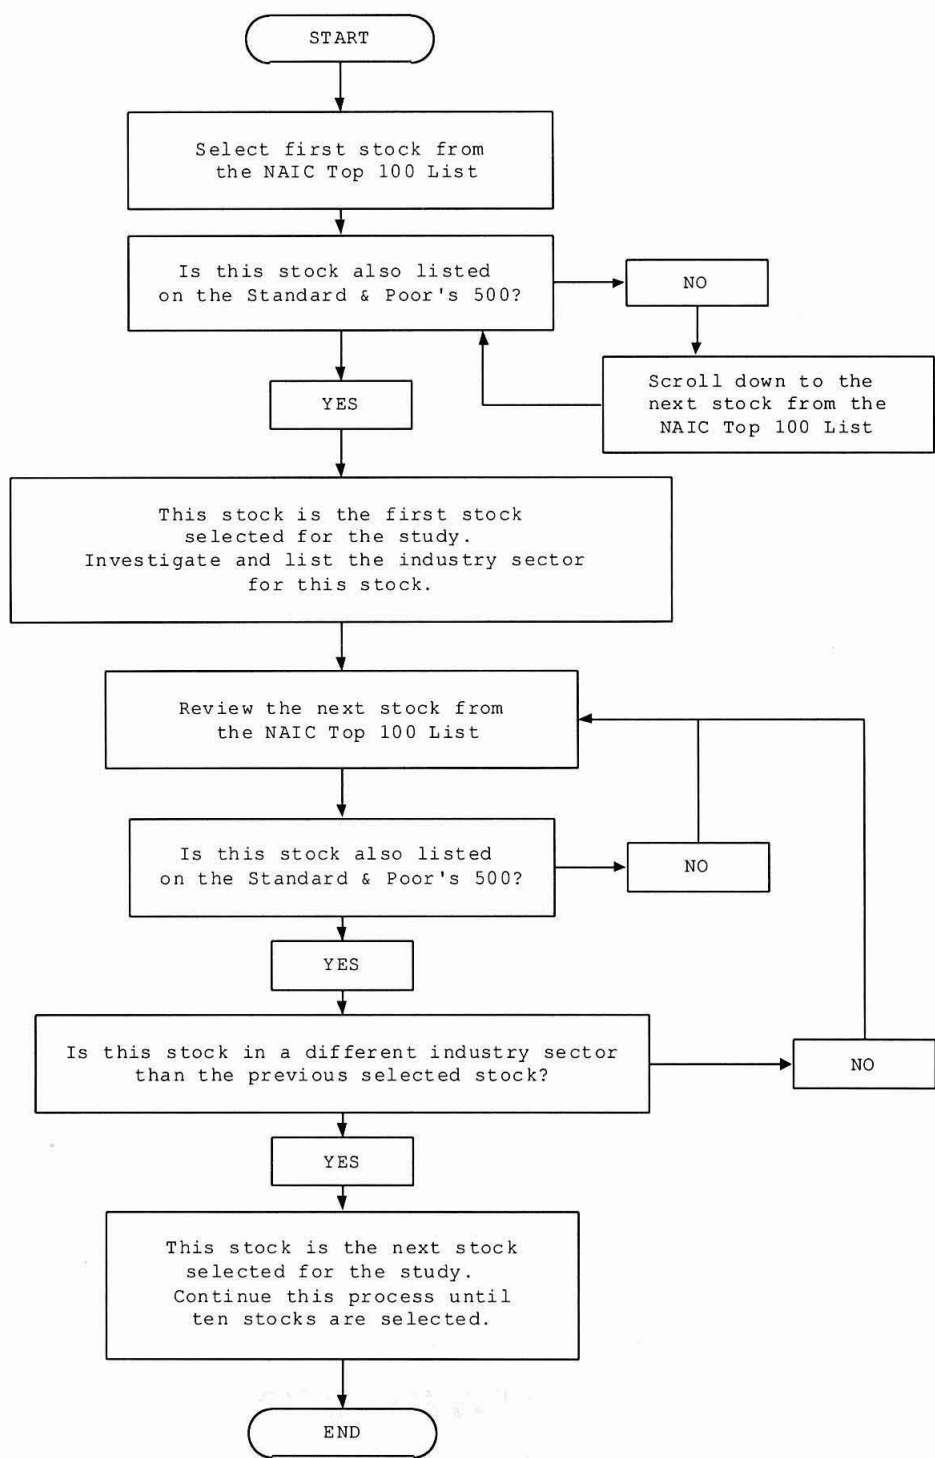 START
Select first stock from
the NAIC Top 100 List
Is this stock also listed
on the Standard & Poor's 500?
NO
Scroll down to the
next stock from the
NAIC Top 100 List
YES
This stock is the first stock
selected for the study.
Investigate and list the industry sector
for this stock.
Review the next stock from
the NAIC Top 100 List
Is this stock also listed
on the Standard & Poor's 500?
NO
YES
Is this stock in a different industry sector
than the previous selected stock?
NO
YES
This stock is the next stock
selected for the study.
Continue this process until
ten stocks are selected.
END